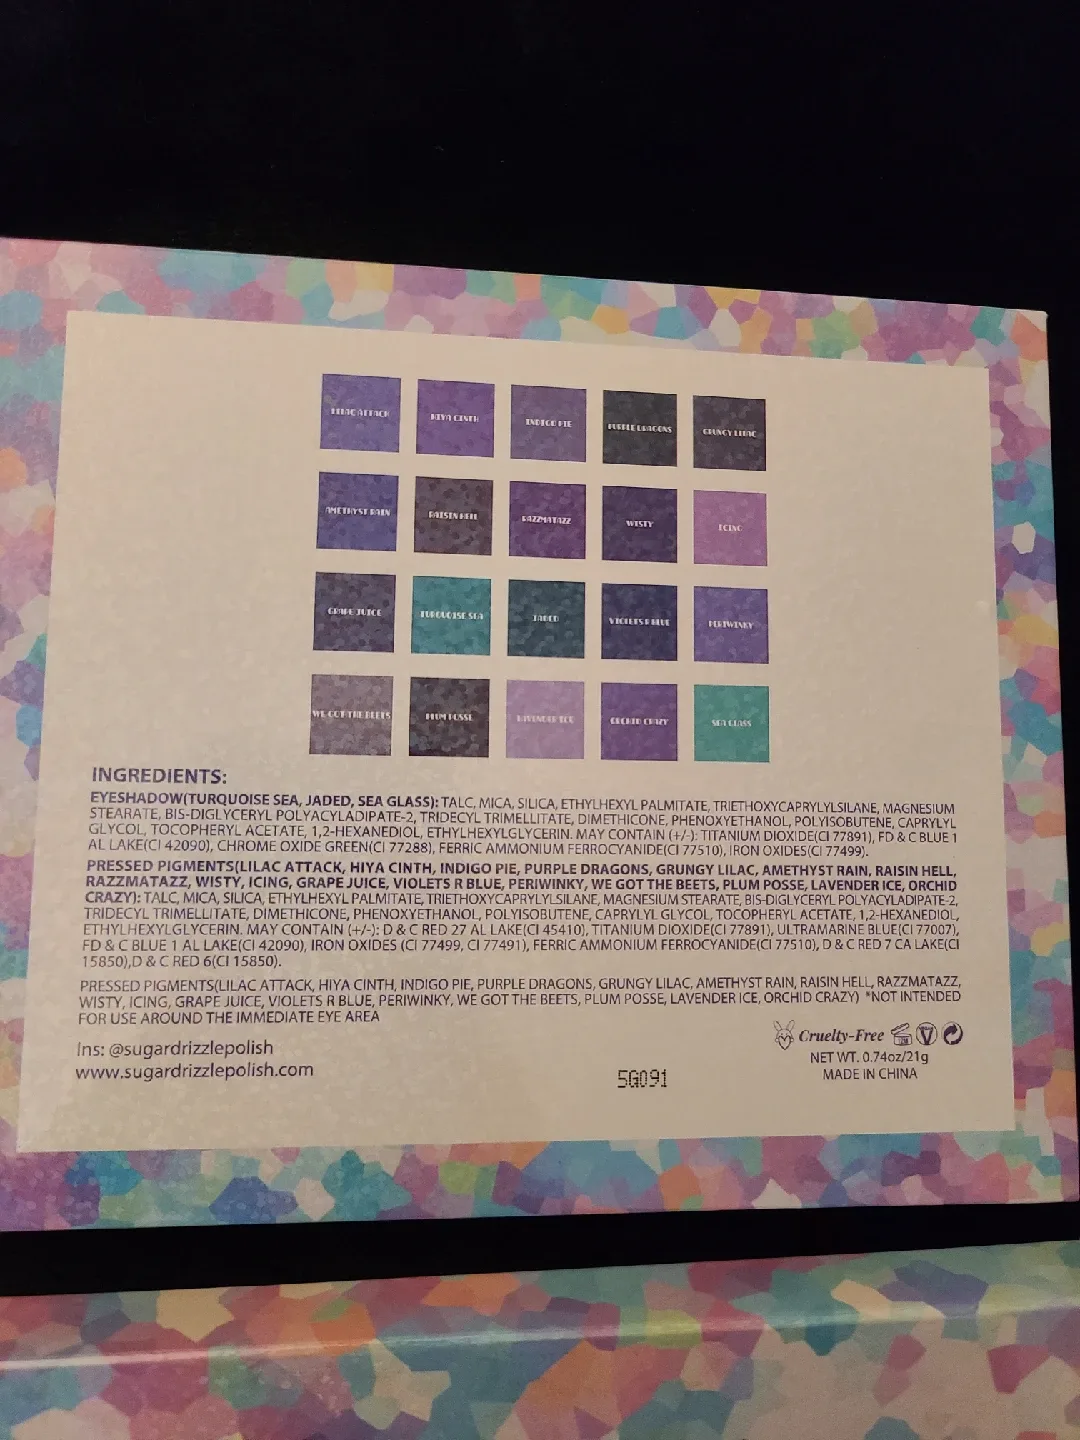 LILAC ATTACK
HIYA CINTH
INDIGO PIE
PURPLE DRAGONS
GRUNGY LILAC
AMETHYST RAIN
RAISIN HELL
RAZZMATAZZ
WISTY
ICING
GRAPE JUICE
TURQUOISE SEA
JADED
VIOLETS R BLUE
PERIWINKY
WE GOT THE BEETS
PLUM POSSE
LAVENDER ICE
ORCHID CRAZY
SEA GLASS
INGREDIENTS:
EYESHADOW(TURQUOISE SEA, JADED, SEA GLASS): TALC, MICA, SILICA, ETHYLHEXYL PALMITATE, TRIETHOXYCAPRYLYLSILANE, MAGNESIUM
STEARATE, BIS-DIGLYCERYL POLYACYLADIPATE-2, TRIDECYL TRIMELLITATE, DIMETHICONE, PHENOXYETHANOL, POLYISOBUTENE, CAPRYLYL
GLYCOL, TOCOPHERYL ACETATE, 1,2-HEXANEDIOL, ETHYLHEXYLGLYCERIN. MAY CONTAIN (+/-): TITANIUM DIOXIDE(CI 77891), FD & C BLUE 1
AL LAKE(CI 42090), CHROME OXIDE GREEN(CI 77288), FERRIC AMMONIUM FERROCYANIDE(CI 77510), IRON OXIDES(CI 77499).
PRESSED PIGMENTS(LILAC ATTACK, HIYA CINTH, INDIGO PIE, PURPLE DRAGONS, GRUNGY LILAC, AMETHYST RAIN, RAISIN HELL,
RAZZMATAZZ, WISTY, ICING, GRAPE JUICE, VIOLETS R BLUE, PERIWINKY, WE GOT THE BEETS, PLUM POSSE, LAVENDER ICE, ORCHID
CRAZY): TALC, MICA, SILICA, ETHYLHEXYL PALMITATE, TRIETHOXYCAPRYLYLSILANE, MAGNESIUM STEARATE, BIS-DIGLYCERYL POLYACYLADIPATE-2,
TRIDECYL TRIMELLITATE, DIMETHICONE, PHENOXYETHANOL, POLYISOBUTENE, CAPRYLYL GLYCOL, TOCOPHERYL ACETATE, 1,2-HEXANEDIOL,
ETHYLHEXYLGLYCERIN. MAY CONTAIN (+/-): D & C RED 27 AL LAKE(CI 45410), TITANIUM DIOXIDE(CI 77891), ULTRAMARINE BLUE(CI 77007),
FD & C BLUE 1 AL LAKE(CI 42090), IRON OXIDES (CI 77499, CI 77491), FERRIC AMMONIUM FERROCYANIDE(CI 77510), D & C RED 7 CA LAKE(CI
15850),D & C RED 6(CI 15850).
PRESSED PIGMENTS(LILAC ATTACK, HIYA CINTH, INDIGO PIE, PURPLE DRAGONS, GRUNGY LILAC, AMETHYST RAIN, RAISIN HELL, RAZZMATAZZ,
WISTY, ICING, GRAPE JUICE, VIOLETS R BLUE, PERIWINKY, WE GOT THE BEETS, PLUM POSSE, LAVENDER ICE, ORCHID CRAZY) *NOT INTENDED
FOR USE AROUND THE IMMEDIATE EYE AREA
Ins: @sugardrizzlepolish
www.sugardrizzlepolish.com
5G091
Cruelty-Free
NET WT. 0.74oz/21g
MADE IN CHINA